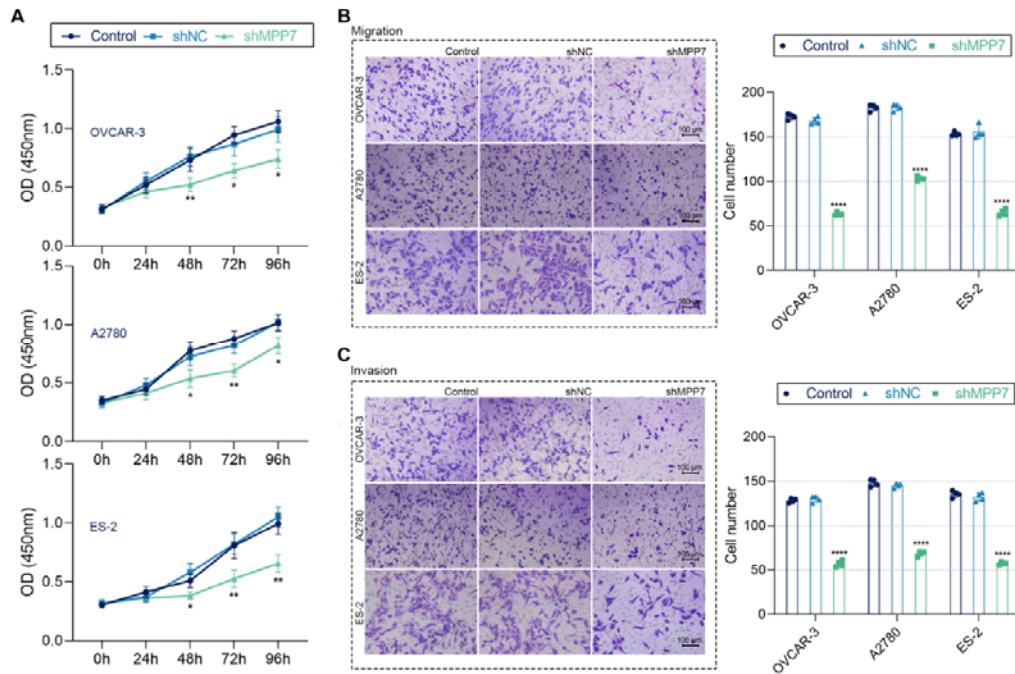 A
Control shNC shMPP7
1.5
1.0
0.5
0.0
OD (450nm)
OVCAR-3
** * *
0h 24h 48h 72h 96h
1.5
1.0
0.5
0.0
OD (450nm)
A2780
* ** *
0h 24h 48h 72h 96h
1.5
1.0
0.5
0.0
OD (450nm)
ES-2
* ** **
0h 24h 48h 72h 96h
B
Migration
Control shNC shMPP7
OVCAR-3
100 μm
A2780
100 μm
ES-2
100 μm
Control shNC shMPP7
200
150
100
50
0
Cell number
**** **** ****
OVCAR-3 A2780 ES-2
C
Invasion
Control shNC shMPP7
OVCAR-3
100 μm
A2780
100 μm
ES-2
100 μm
Control shNC shMPP7
200
150
100
50
0
Cell number
**** **** ****
OVCAR-3 A2780 ES-2